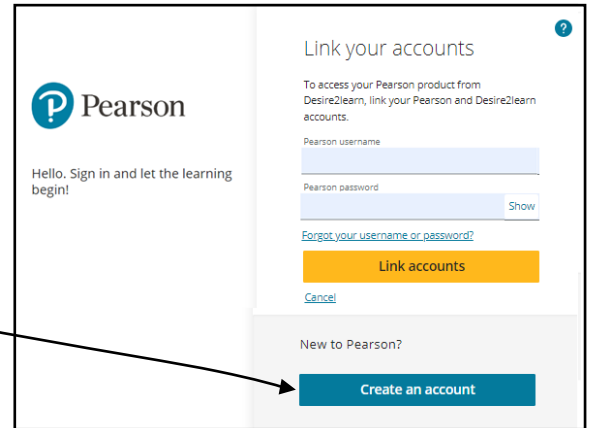 ?
Link your accounts
To access your Pearson product from
Desire2learn, link your Pearson and Desire2learn
accounts.
Pearson
Hello. Sign in and let the learning
begin!
Pearson username
Pearson password
Show
Forgot your username or password?
Link accounts
Cancel
New to Pearson?
Create an account